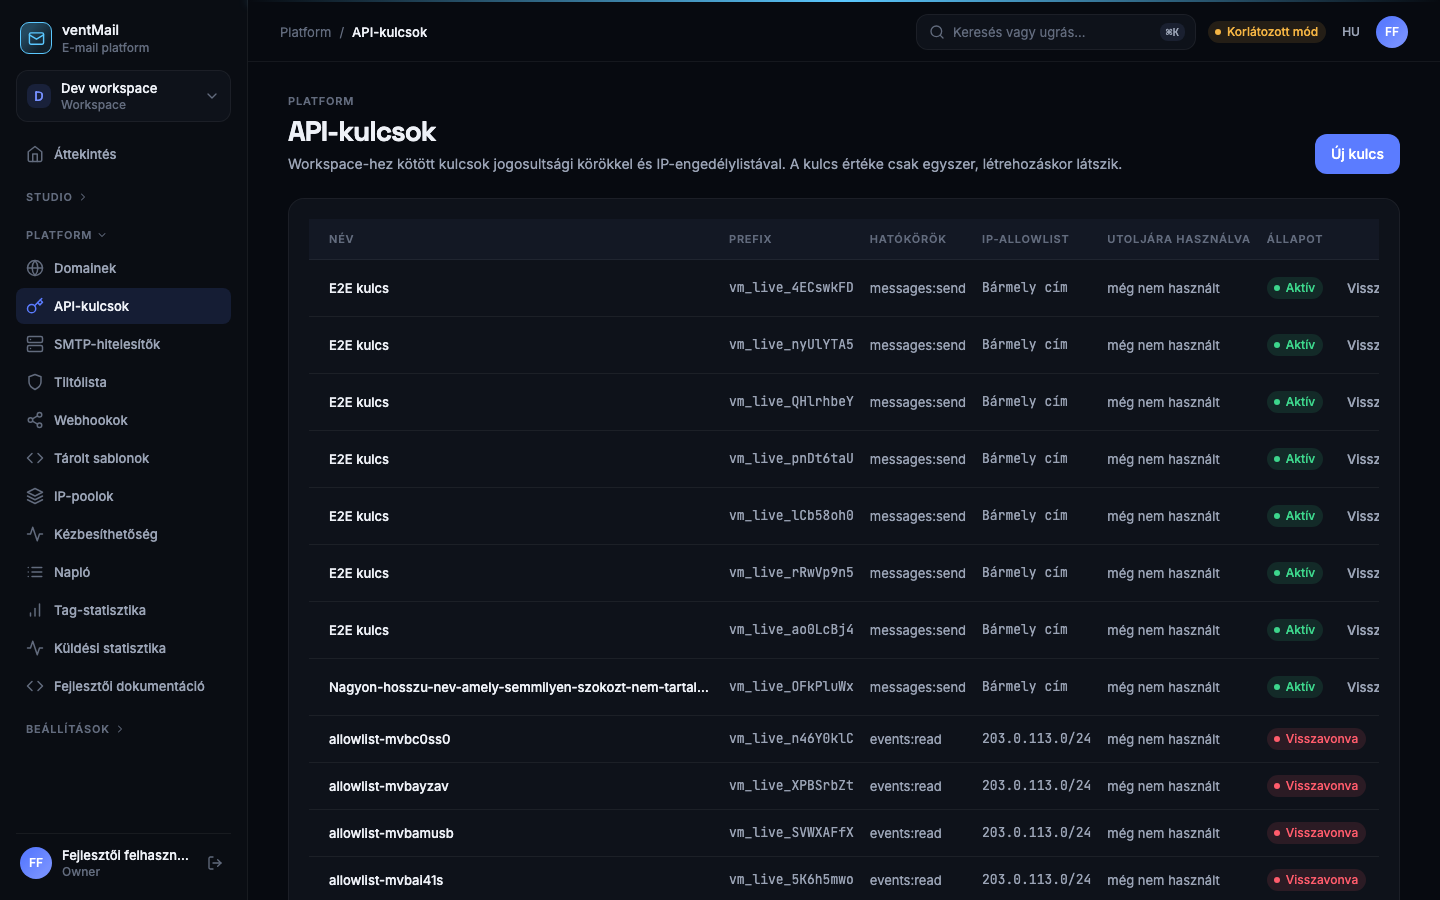 ventMail
E-mail platform
D Dev workspace
Workspace
Áttekintés
STUDIO
PLATFORM
Domainek
API-kulcsok
SMTP-hitelesítők
Tiltólista
Webhookok
Tárolt sablonok
IP-poolok
Kézbesíthetőség
Napló
Tag-statisztika
Küldési statisztika
Fejlesztői dokumentáció
BEÁLLÍTÁSOK
FF Fejlesztői felhaszn...
Owner
Platform / API-kulcsok
Keresés vagy ugrás... ⌘K
Korlátozott mód
HU
FF
PLATFORM
API-kulcsok
Workspace-hez kötött kulcsok jogosultsági körökkel és IP-engedélylistával. A kulcs értéke csak egyszer, létrehozáskor látszik.
Új kulcs
NÉV PREFIX HATÓKÖRÖK IP-ALLOWLIST UTOLJÁRA HASZNÁLVA ÁLLAPOT
E2E kulcs vm_live_4ECswkFD messages:send Bármely cím még nem használt Aktív Vissz
E2E kulcs vm_live_nyUlYTA5 messages:send Bármely cím még nem használt Aktív Vissz
E2E kulcs vm_live_QHlrhbeY messages:send Bármely cím még nem használt Aktív Vissz
E2E kulcs vm_live_pnDt6taU messages:send Bármely cím még nem használt Aktív Vissz
E2E kulcs vm_live_lCb58oh0 messages:send Bármely cím még nem használt Aktív Vissz
E2E kulcs vm_live_rRwVp9n5 messages:send Bármely cím még nem használt Aktív Vissz
E2E kulcs vm_live_ao0LcBj4 messages:send Bármely cím még nem használt Aktív Vissz
Nagyon-hosszu-nev-amely-semmilyen-szokozt-nem-tartal... vm_live_OFkPluWx messages:send Bármely cím még nem használt Aktív Vissz
allowlist-mvbc0ss0 vm_live_n46Y0klC events:read 203.0.113.0/24 még nem használt Visszavonva
allowlist-mvbayzav vm_live_XPBSrbZt events:read 203.0.113.0/24 még nem használt Visszavonva
allowlist-mvbamusb vm_live_SVWXAFfX events:read 203.0.113.0/24 még nem használt Visszavonva
allowlist-mvbal41s vm_live_5K6h5mwo events:read 203.0.113.0/24 még nem használt Visszavonva